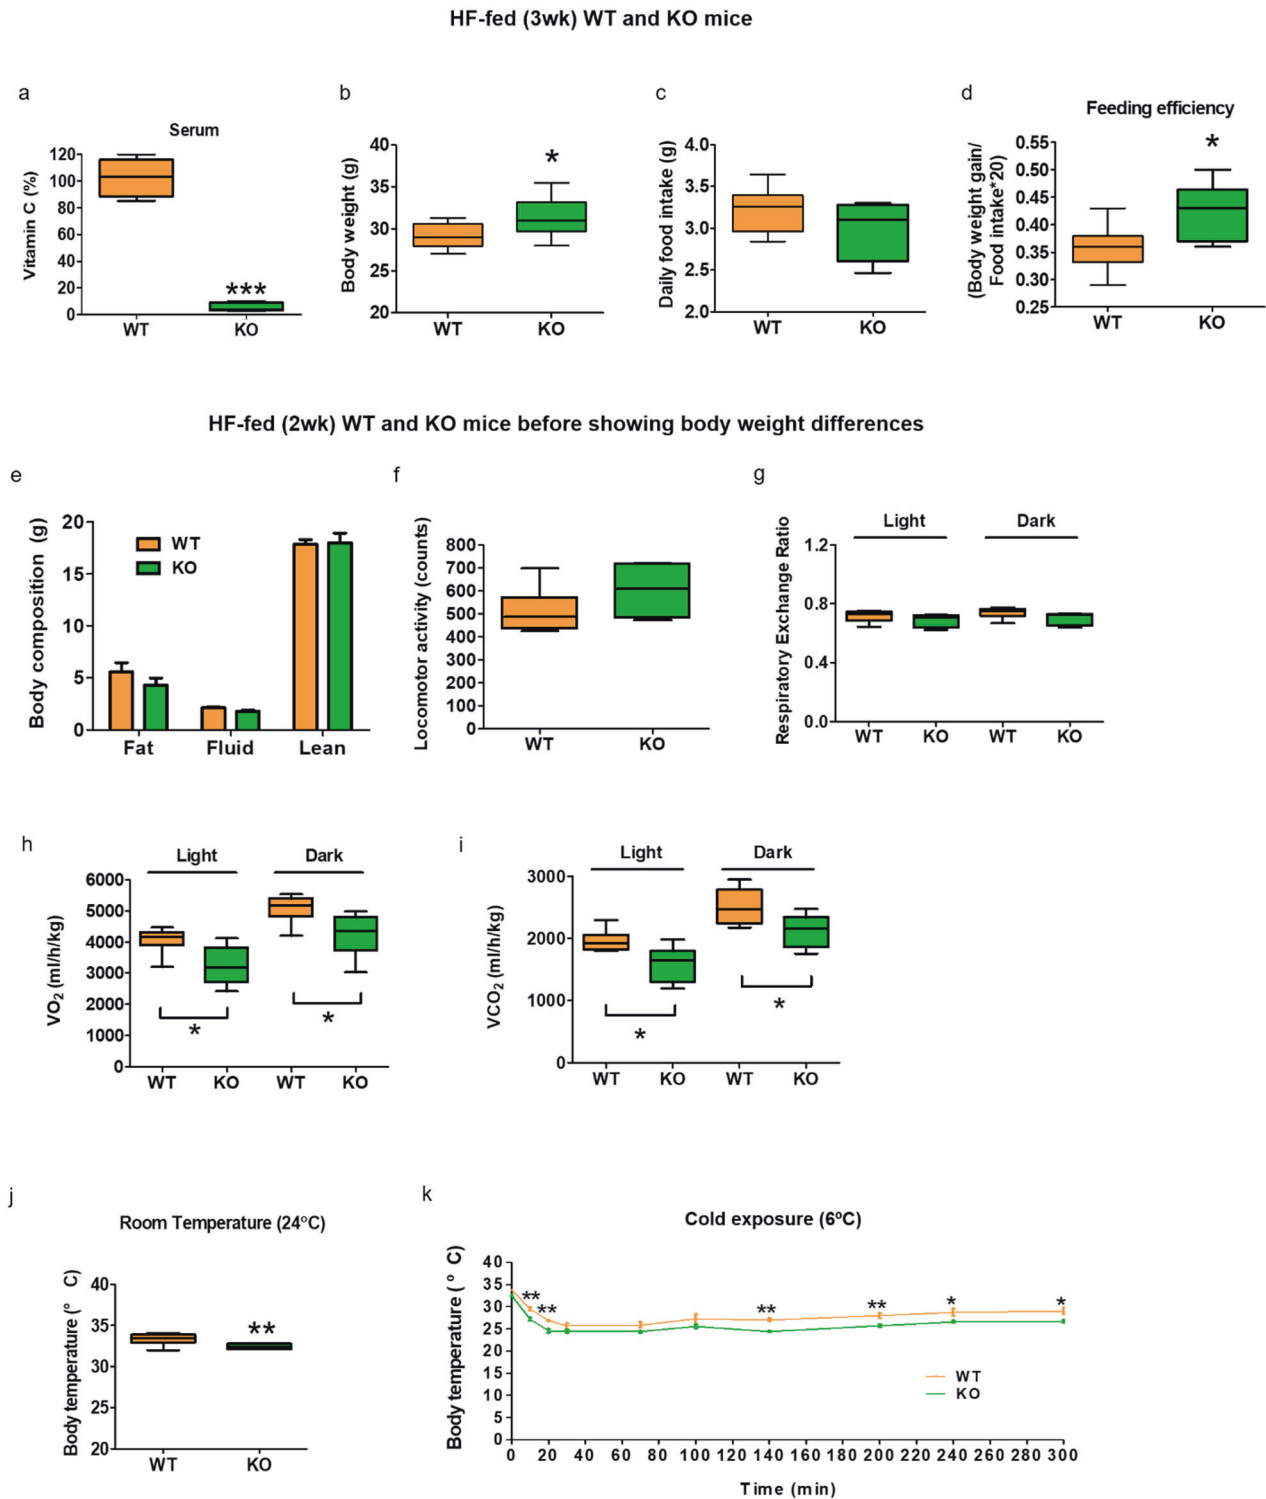 HF-fed (3wk) WT and KO mice
a
Serum
Vitamin C (%)
120
100
80
60
40
20
0
***
WT
KO
b
Body weight (g)
40
35
30
25
20
*
WT
KO
c
Daily food intake (g)
4.0
3.5
3.0
2.5
2.0
WT
KO
d
Feeding efficiency
(Body weight gain/
Food intake*20)
0.55
0.50
0.45
0.40
0.35
0.30
0.25
*
WT
KO
HF-fed (2wk) WT and KO mice before showing body weight differences
e
Body composition (g)
20
15
10
5
0
WT
KO
Fat
Fluid
Lean
f
Locomotor activity (counts)
800
700
600
500
400
300
200
100
0
WT
KO
g
Respiratory Exchange Ratio
1.2
0.8
0.4
0.0
Light
Dark
WT
KO
WT
KO
h
VO2 (ml/h/kg)
6000
5000
4000
3000
2000
1000
0
Light
Dark
*
*
WT
KO
WT
KO
i
VCO2 (ml/h/kg)
3000
2000
1000
0
Light
Dark
*
*
WT
KO
WT
KO
j
Room Temperature (24ºC)
Body temperature (º C)
40
35
30
25
20
**
WT
KO
k
Cold exposure (6ºC)
Body temperature ( º C)
40
35
30
25
20
15
10
5
0
**
**
**
**
*
*
WT
KO
0 20 40 60 80 100 120 140 160 180 200 220 240 260 280 300
Time (min)